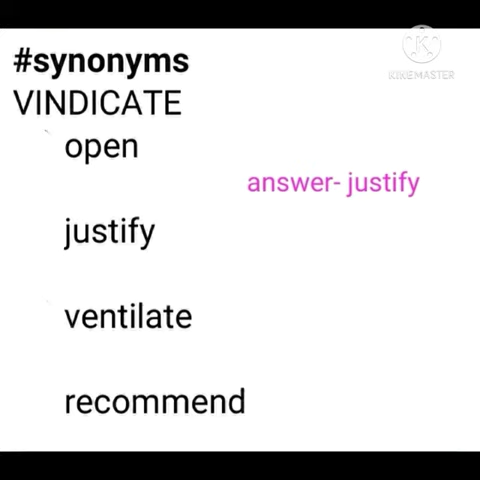 #synonyms
KINEMASTER
VINDICATE
open
answer- justify
justify
ventilate
recommend